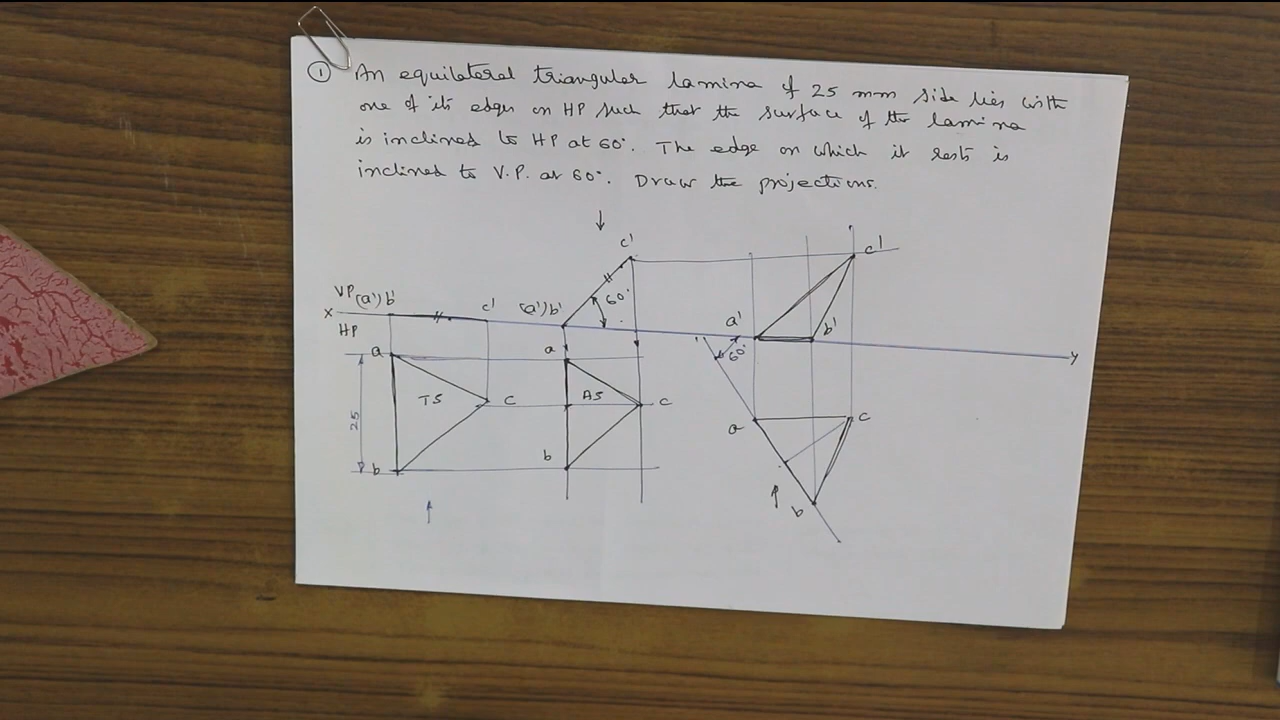 ① An equilateral triangular lamina of 25 mm side lies with
one of its edges on HP such that the surface of the lamina
is inclined to HP at 60°. The edge on which it rests is
inclined to V.P. at 60°. Draw the projections.
c' c'
VP (a') b' c' (a') b' 60° a' b'
X HP 60° y
a a
25 TS c AS c a c
b b b